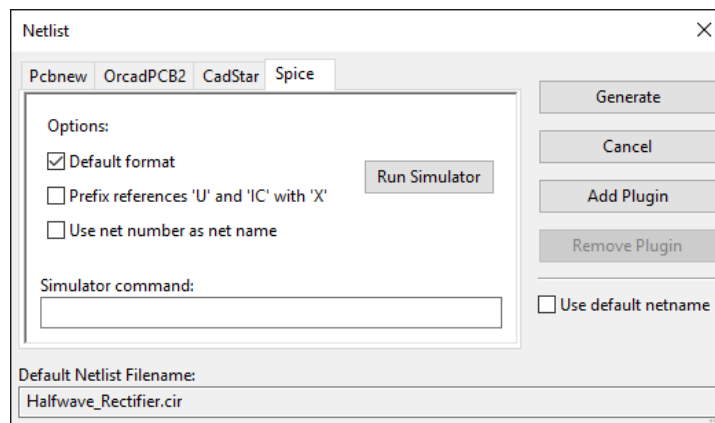 Netlist
Pcbnew OrcadPCB2 CadStar Spice
Generate
Options:
Cancel
Default format
Run Simulator
Add Plugin
Prefix references 'U' and 'IC' with 'X'
Use net number as net name
Remove Plugin
Simulator command:
Use default netname
Default Netlist Filename:
Halfwave_Rectifier.cir